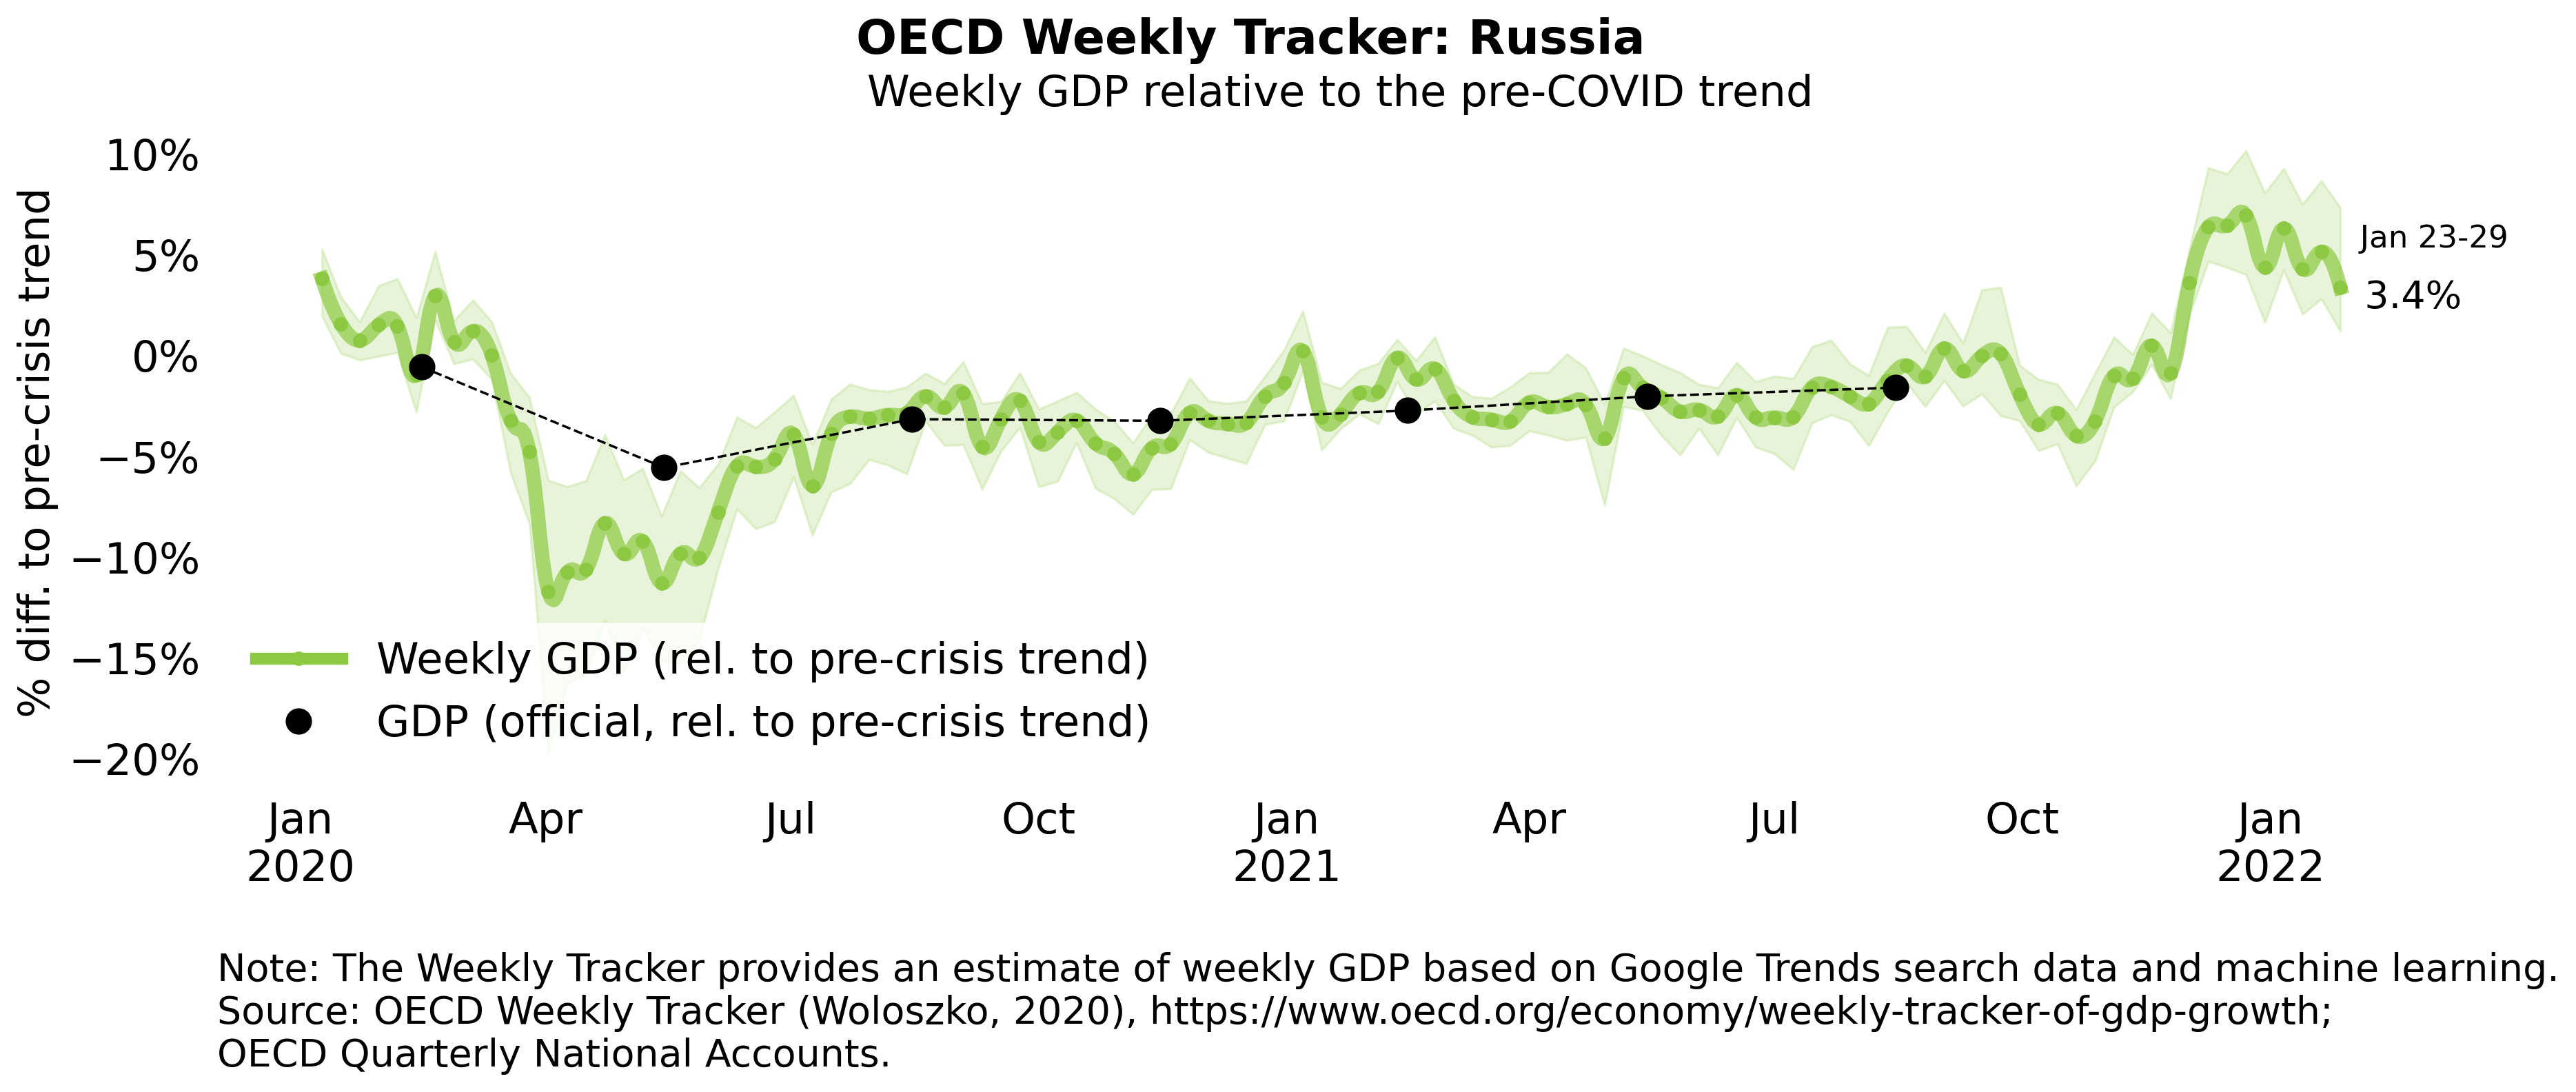 OECD Weekly Tracker: Russia
Weekly GDP relative to the pre-COVID trend
% diff. to pre-crisis trend
10%
5%
0%
−5%
−10%
−15%
−20%
Jan 23-29
3.4%
Weekly GDP (rel. to pre-crisis trend)
GDP (official, rel. to pre-crisis trend)
Jan Apr Jul Oct Jan Apr Jul Oct Jan
2020 2021 2022
Note: The Weekly Tracker provides an estimate of weekly GDP based on Google Trends search data and machine learning.
Source: OECD Weekly Tracker (Woloszko, 2020), https://www.oecd.org/economy/weekly-tracker-of-gdp-growth;
OECD Quarterly National Accounts.